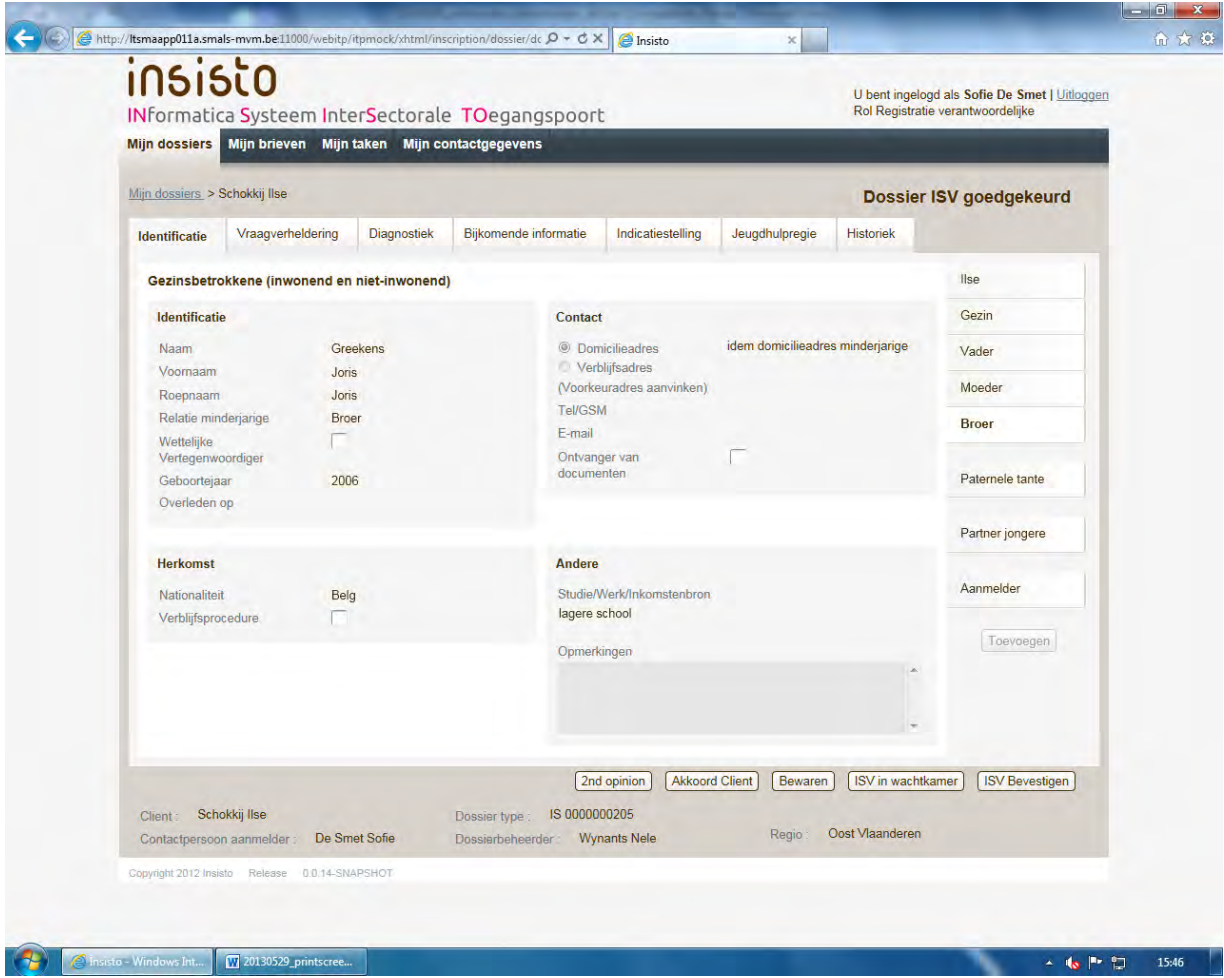 http://ltsmaapp011a.smals-mvm.be:11000/webitp/itpmock/xhtml/inscription/dossier/dc
Insisto
insisto
INformatica Systeem InterSectorale TOegangspoort
U bent ingelogd als Sofie De Smet | Uitloggen
Rol Registratie verantwoordelijke
Mijn dossiers Mijn brieven Mijn taken Mijn contactgegevens
Mijn dossiers > Schokkij Ilse
Dossier ISV goedgekeurd
Identificatie Vraagverheldering Diagnostiek Bijkomende informatie Indicatiestelling Jeugdhulpregie Historiek
Gezinsbetrokkene (inwonend en niet-inwonend)
Identificatie
Naam Greekens
Voornaam Joris
Roepnaam Joris
Relatie minderjarige Broer
Wettelijke
Vertegenwoordiger
Geboortejaar 2006
Overleden op
Contact
Domicilieadres idem domicilieadres minderjarige
Verblijfsadres
(Voorkeuradres aanvinken)
Tel/GSM
E-mail
Ontvanger van
documenten
Herkomst
Nationaliteit Belg
Verblijfsprocedure
Andere
Studie/Werk/Inkomstenbron
lagere school
Opmerkingen
Ilse
Gezin
Vader
Moeder
Broer
Paternele tante
Partner jongere
Aanmelder
Toevoegen
2nd opinion Akkoord Client Bewaren ISV in wachtkamer ISV Bevestigen
Client : Schokkij Ilse Dossier type : IS 0000000205
Contactpersoon aanmelder : De Smet Sofie Dossierbeheerder : Wynants Nele Regio : Oost Vlaanderen
Copyright 2012 Insisto Release 0.0.14-SNAPSHOT
Insisto - Windows Int... 20130529_printscree... 15:46